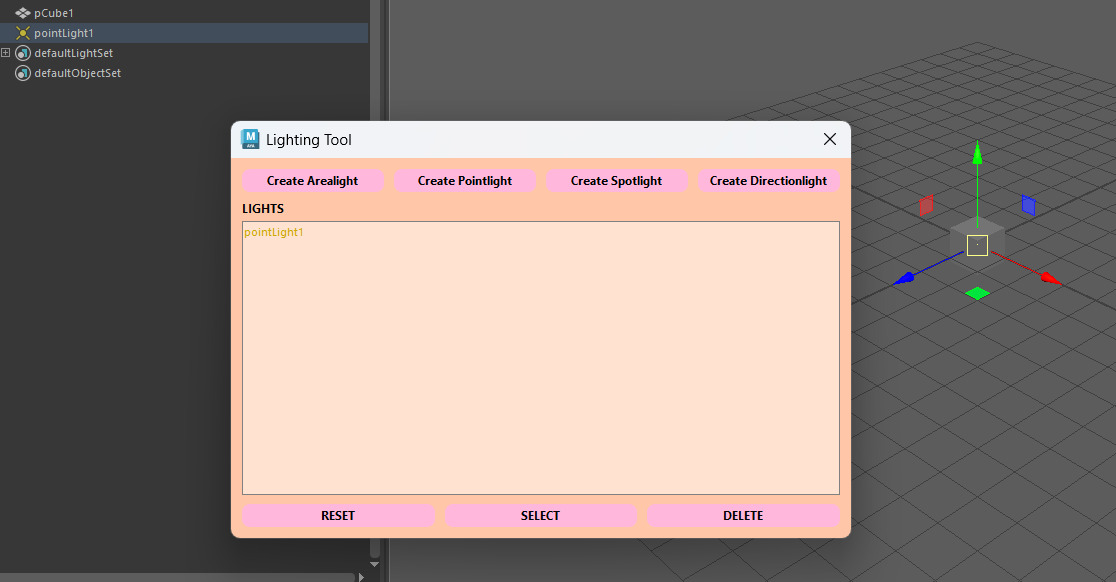 pCube1
pointLight1
defaultLightSet
defaultObjectSet
M
Lighting Tool
Create Arealight Create Pointlight Create Spotlight Create Directionlight
LIGHTS
pointLight1
RESET SELECT DELETE